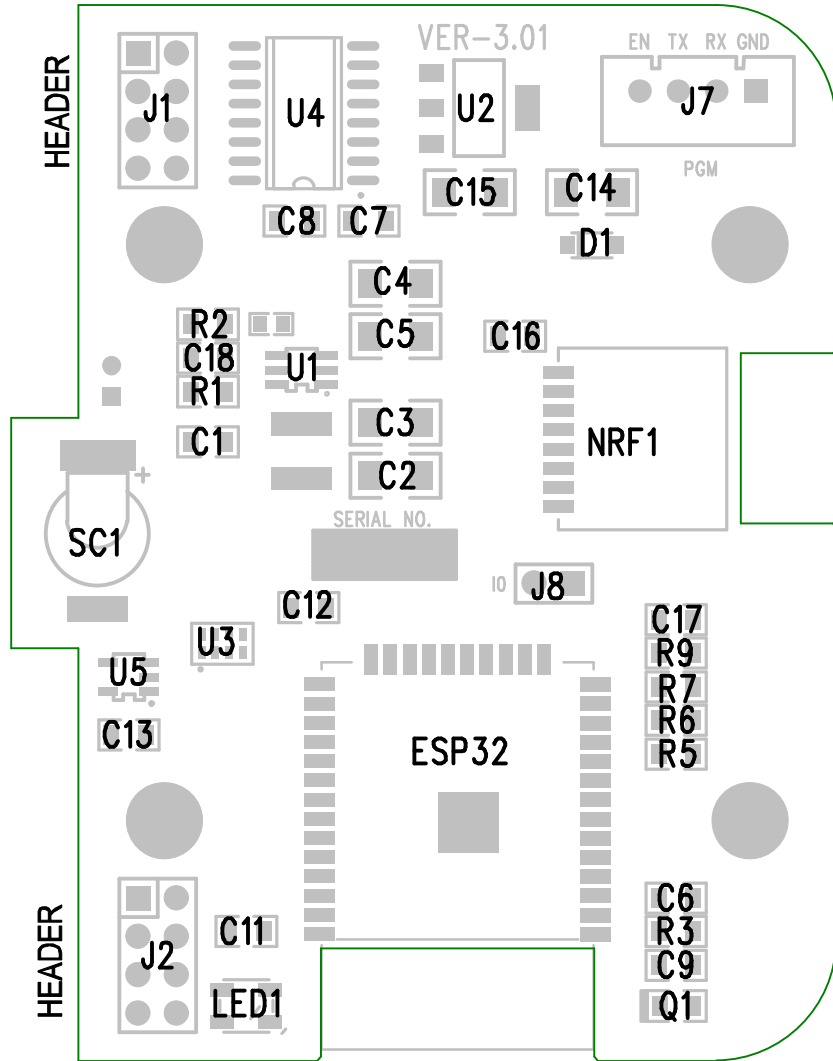 VER-3.01
EN TX RX GND
HEADER
J1
U4
U2
J7
PGM
C15
C14
C8
C7
D1
C4
R2
C5
C16
C18
U1
R1
C3
C1
NRF1
C2
+
SERIAL NO.
SC1
IO
J8
C12
C17
U3
R9
U5
R7
R6
C13
ESP32
R5
C6
HEADER
C11
R3
J2
C9
LED1
Q1